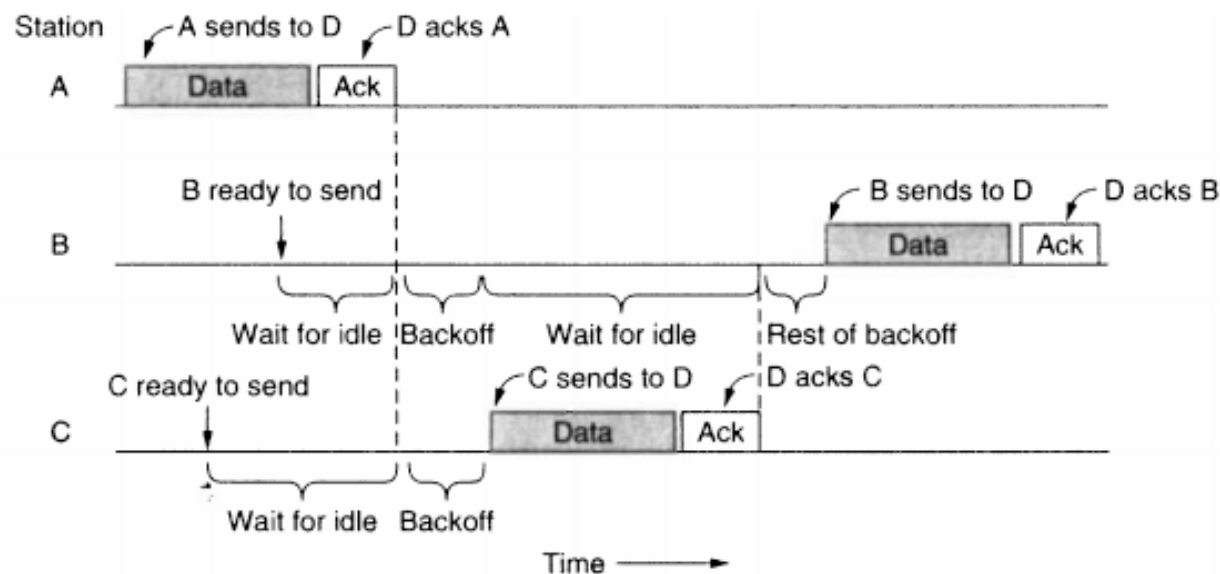 Station
A sends to D
D acks A
A
Data
Ack
B ready to send
B sends to D
D acks B
B
Data
Ack
Wait for idle
Backoff
Wait for idle
Rest of backoff
C ready to send
C sends to D
D acks C
C
Data
Ack
Wait for idle
Backoff
Time